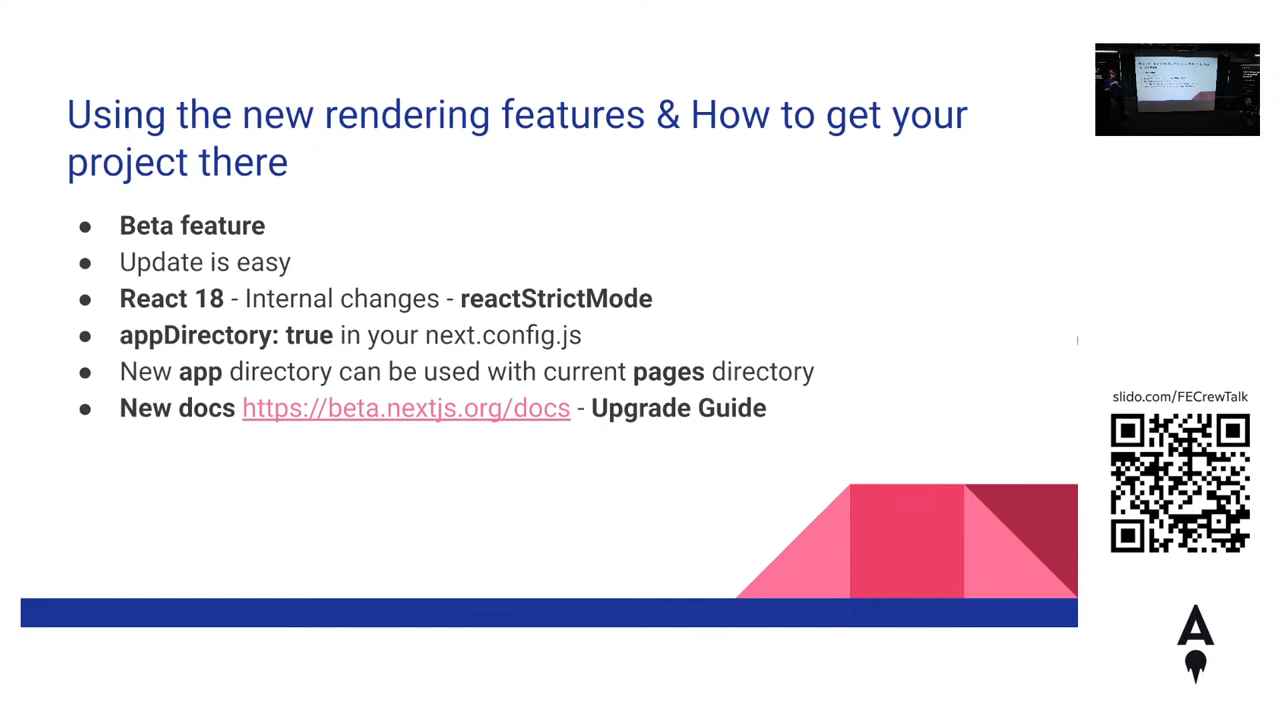 Using the new rendering features & How to get your
project there
● Beta feature
● Update is easy
● React 18 - Internal changes - reactStrictMode
● appDirectory: true in your next.config.js
● New app directory can be used with current pages directory
● New docs https://beta.nextjs.org/docs - Upgrade Guide
slido.com/FECrewTalk
A